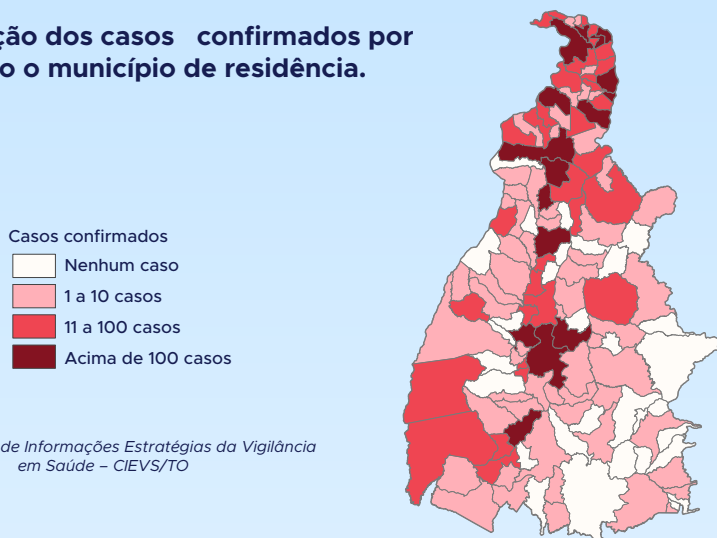 ção dos casos confirmados por
o o município de residência.
Casos confirmados
Nenhum caso
1 a 10 casos
11 a 100 casos
Acima de 100 casos
de Informações Estratégias da Vigilância
em Saúde – CIEVS/TO